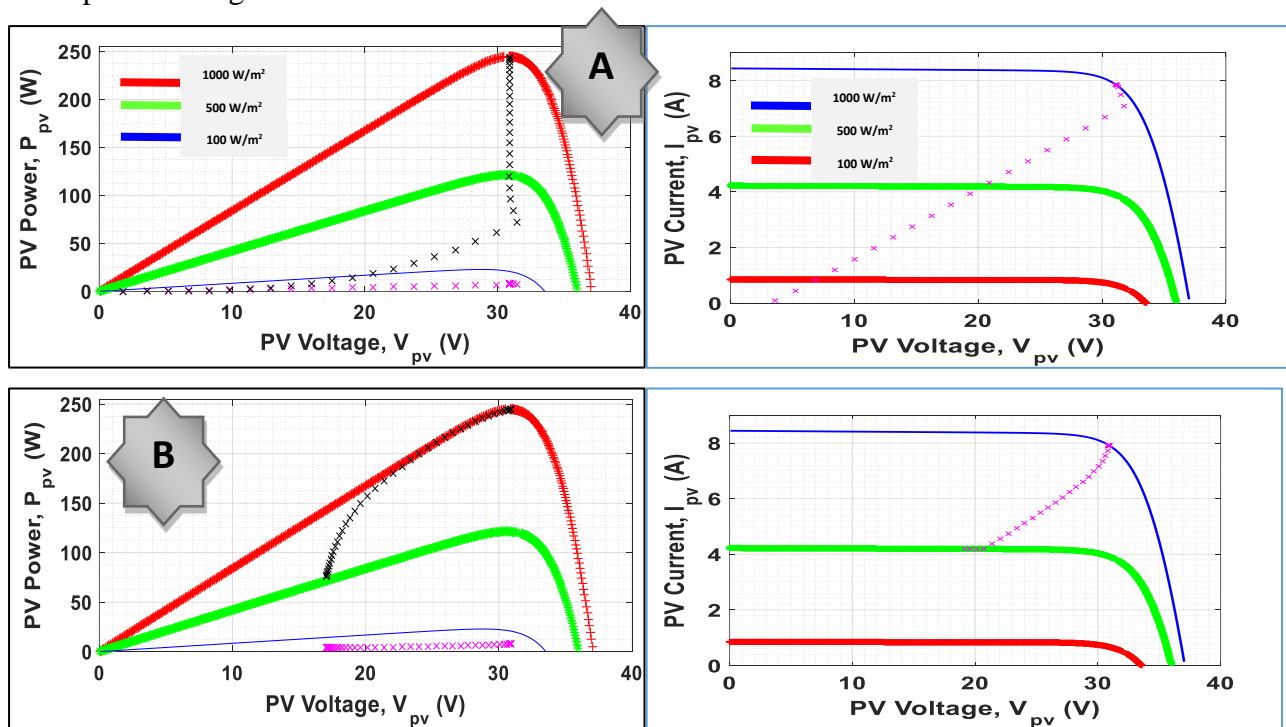 A
250
200
150
100
50
0
PV Power, P_pv (W)
1000 W/m²
500 W/m²
100 W/m²
0 10 20 30 40
PV Voltage, V_pv (V)
8
6
4
2
0
PV Current, I_pv (A)
1000 W/m²
500 W/m²
100 W/m²
0 10 20 30 40
PV Voltage, V_pv (V)
B
250
200
150
100
50
0
PV Power, P_pv (W)
0 10 20 30 40
PV Voltage, V_pv (V)
8
6
4
2
0
PV Current, I_pv (A)
0 10 20 30 40
PV Voltage, V_pv (V)